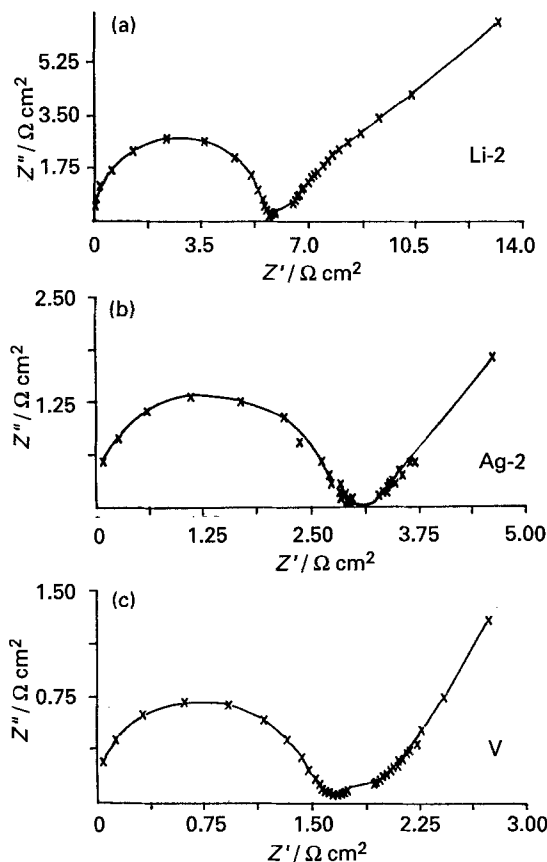 (a)
Z"/Ω cm²
5.25
3.50
1.75
0
3.5
7.0
10.5
14.0
Z'/Ω cm²
Li-2
(b)
Z"/Ω cm²
2.50
1.25
0
1.25
2.50
3.75
5.00
Z'/Ω cm²
Ag-2
(c)
Z"/Ω cm²
1.50
0.75
0
0.75
1.50
2.25
3.00
Z'/Ω cm²
V